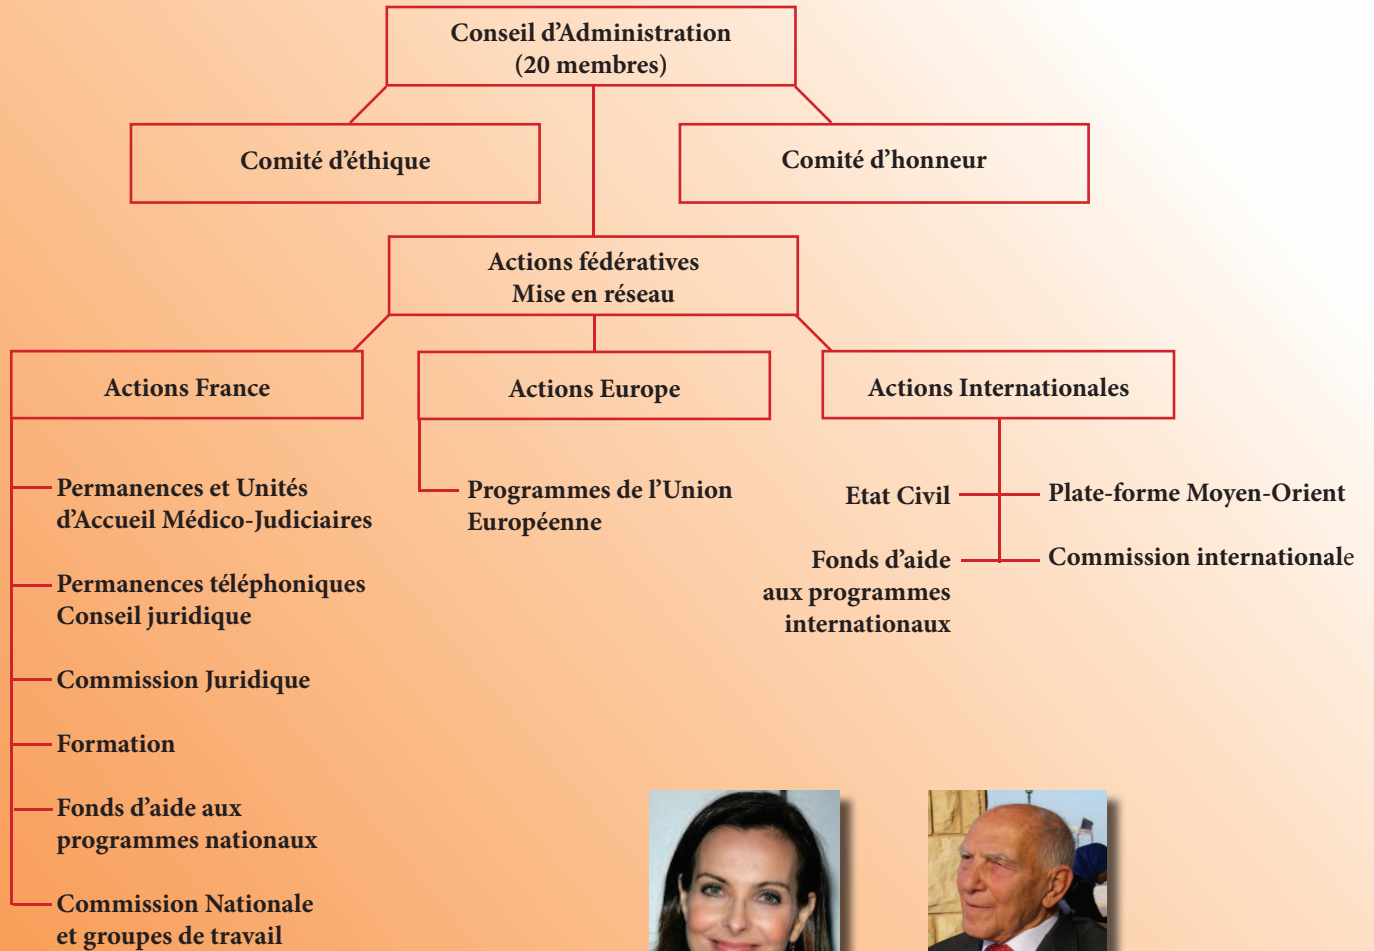 Conseil d’Administration
(20 membres)
Comité d’éthique
Comité d’honneur
Actions fédératives
Mise en réseau
Actions France
Actions Europe
Actions Internationales
Permanences et Unités
d’Accueil Médico-Judiciaires
Permanences téléphoniques
Conseil juridique
Commission Juridique
Formation
Fonds d’aide aux
programmes nationaux
Commission Nationale
et groupes de travail
Programmes de l’Union
Européenne
Etat Civil
Fonds d’aide
aux programmes
internationaux
Plate-forme Moyen-Orient
Commission internationale